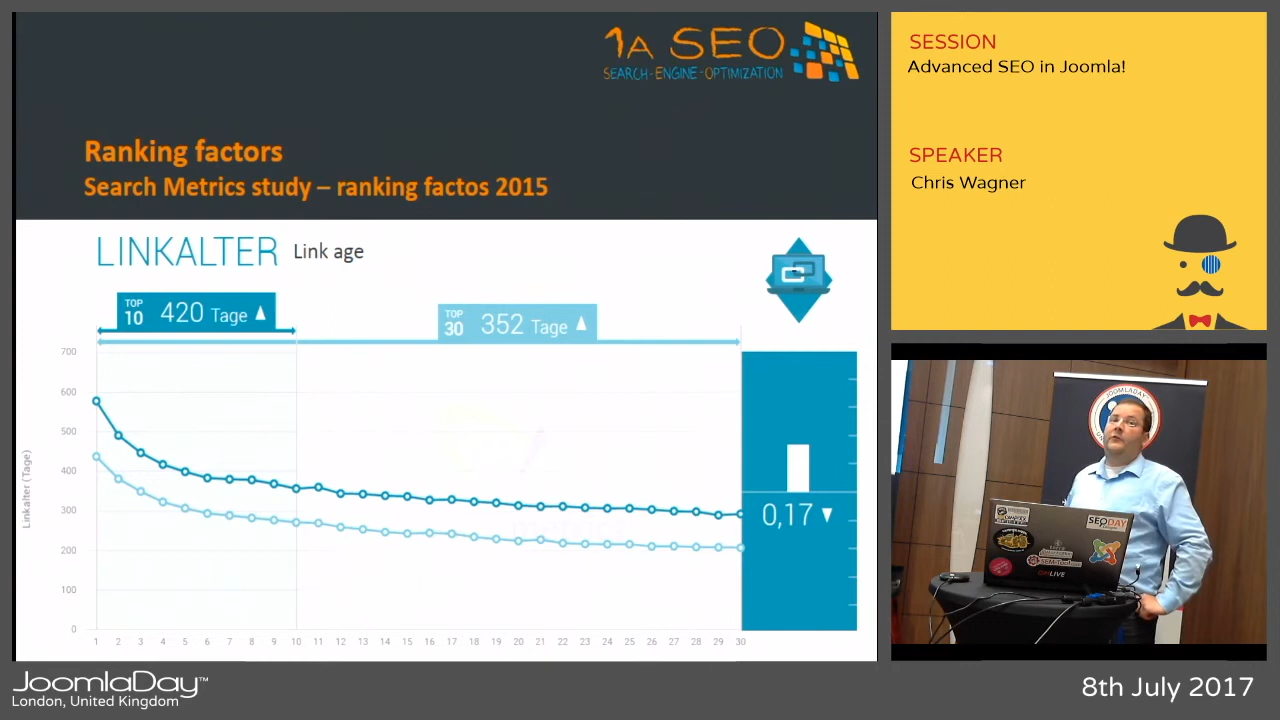 1A SEO
SEARCH-ENGINE-OPTIMIZATION
Ranking factors
Search Metrics study – ranking factos 2015
LINKALTER Link age
TOP 10 420 Tage
TOP 30 352 Tage
700
600
500
400
300
200
100
0
Linkalter (Tage)
1 2 3 4 5 6 7 8 9 10 11 12 13 14 15 16 17 18 19 20 21 22 23 24 25 26 27 28 29 30
0,17
SESSION
Advanced SEO in Joomla!
SPEAKER
Chris Wagner
JOOMLADAY
SEODAY
JoomlaDay™
London, United Kingdom
8th July 2017